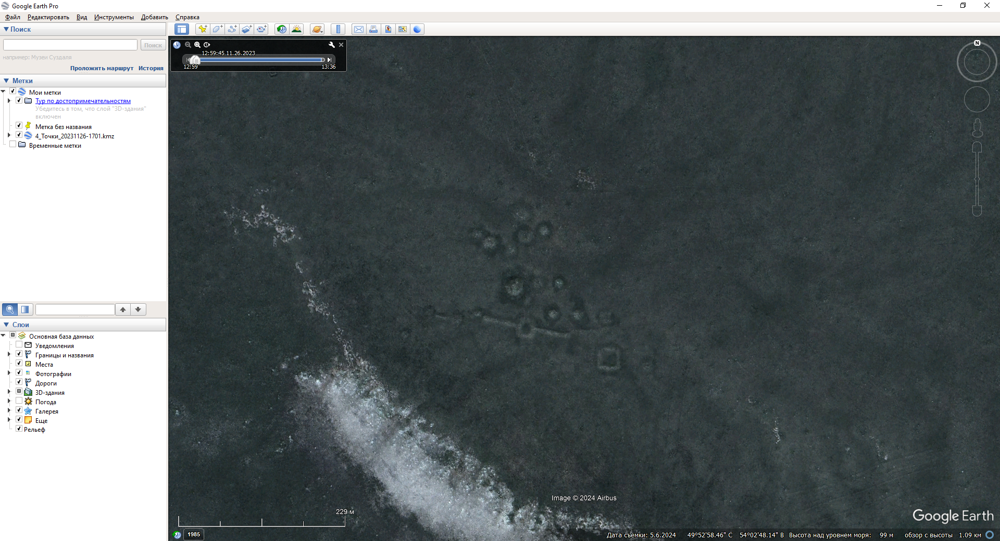 Google Earth Pro
Файл Редактировать Вид Инструменты Добавить Справка
Поиск
Поиск
например: Музеи Суздаля
Проложить маршрут История
Метки
Мои метки
Тур по достопримечательностям
Убедитесь в том, что слой "3D-здания"
включен
Метка без названия
4_Точки_20231126-1701.kmz
Временные метки
Слои
Основная база данных
Уведомления
Границы и названия
Места
Фотографии
Дороги
3D-здания
Погода
Галерея
Еще
Рельеф
12:59:45 11.26.2023
12:59 13:36
N
Image © 2024 Airbus
229 м
Google Earth
1985
Дата съемки: 5.6.2024 49°52'58.46" С 54°02'48.14" В Высота над уровнем моря: 99 м обзор с высоты 1.09 км